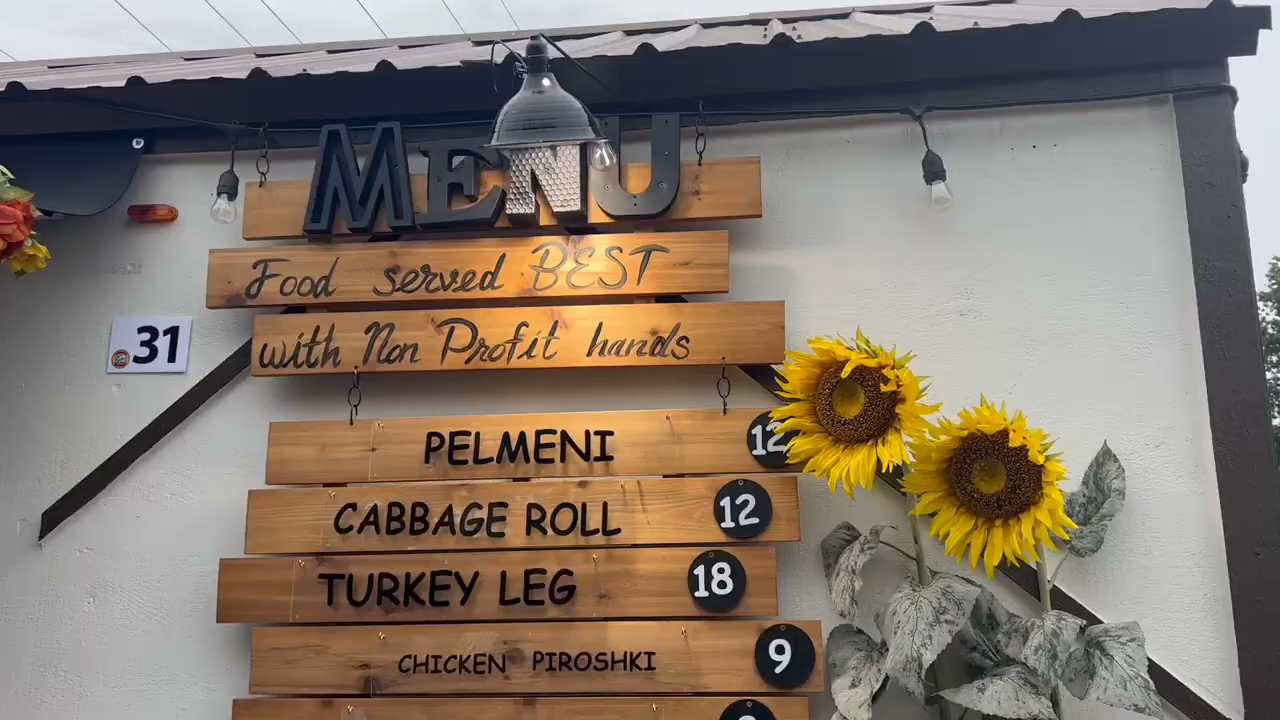 MENU
Food served BEST
with Non Profit hands
31
PELMENI 12
CABBAGE ROLL 12
TURKEY LEG 18
CHICKEN PIROSHKI 9